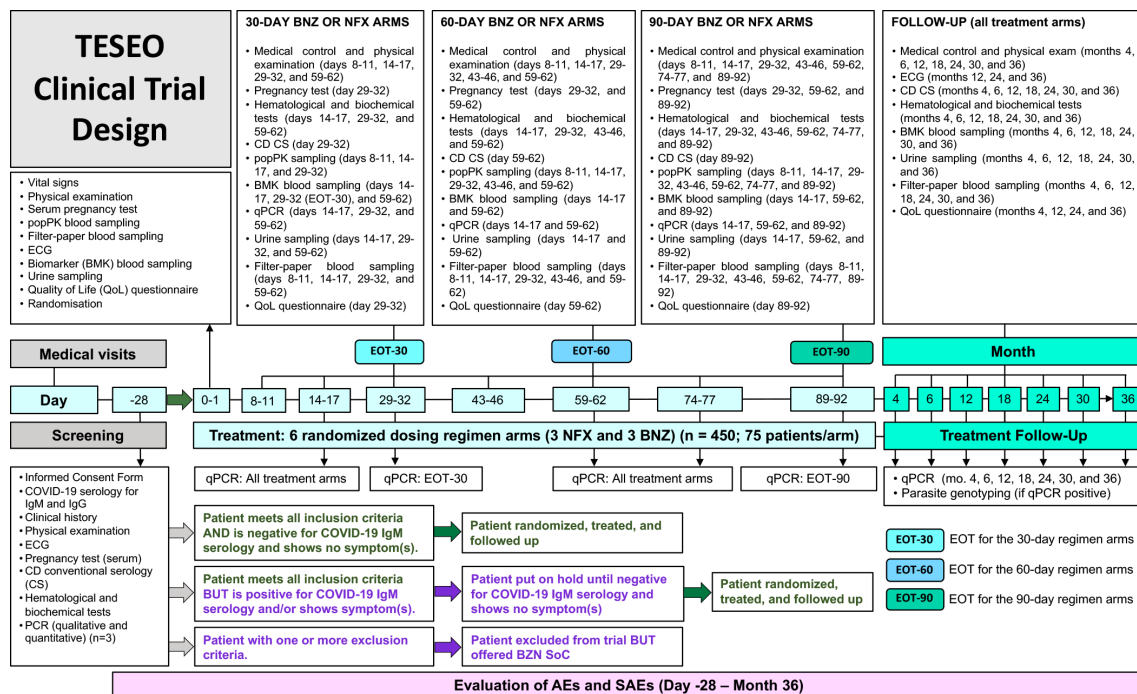 TESEO
Clinical Trial
Design
• Vital signs
• Physical examination
• Serum pregnancy test
• popPK blood sampling
• Filter-paper blood sampling
• ECG
• Biomarker (BMK) blood sampling
• Urine sampling
• Quality of Life (QoL) questionnaire
• Randomisation
30-DAY BNZ OR NFX ARMS
• Medical control and physical
examination (days 8-11, 14-17,
29-32, and 59-62)
• Pregnancy test (day 29-32)
• Hematological and biochemical
tests (days 14-17, 29-32, and
59-62)
• CD CS (day 29-32)
• popPK sampling (days 8-11, 14-
17, and 29-32)
• BMK blood sampling (days 14-
17, 29-32 (EOT-30), and 59-62)
• qPCR (days 14-17, 29-32, and
59-62)
• Urine sampling (days 14-17, 29-
32, and 59-62)
• Filter-paper blood sampling
(days 8-11, 14-17, 29-32, and
59-62)
• QoL questionnaire (day 29-32)
60-DAY BNZ OR NFX ARMS
• Medical control and physical
examination (days 8-11, 14-17, 29-
32, 43-46, and 59-62)
• Pregnancy test (days 29-32, and
59-62)
• Hematological and biochemical
tests (days 14-17, 29-32, 43-46,
and 59-62)
• CD CS (day 59-62)
• popPK sampling (days 8-11, 14-17,
29-32, 43-46, and 59-62)
• BMK blood sampling (days 14-17
and 59-62)
• qPCR (days 14-17 and 59-62)
• Urine sampling (days 14-17 and
59-62)
• Filter-paper blood sampling (days
8-11, 14-17, 29-32, 43-46, and 59-
62)
• QoL questionnaire (day 59-62)
90-DAY BNZ OR NFX ARMS
• Medical control and physical examination
(days 8-11, 14-17, 29-32, 43-46, 59-62,
74-77, and 89-92)
• Pregnancy test (days 29-32, 59-62, and
89-92)
• Hematological and biochemical tests
(days 14-17, 29-32, 43-46, 59-62, 74-77,
and 89-92)
• CD CS (day 89-92)
• popPK sampling (days 8-11, 14-17, 29-
32, 43-46, 59-62, 74-77, and 89-92)
• BMK blood sampling (days 14-17, 59-62,
and 89-92)
• qPCR (days 14-17, 59-62, and 89-92)
• Urine sampling (days 14-17, 59-62, and
89-92)
• Filter-paper blood sampling (days 8-11,
14-17, 29-32, 43-46, 59-62, 74-77, 89-
92)
• QoL questionnaire (day 89-92)
FOLLOW-UP (all treatment arms)
• Medical control and physical exam (months 4,
6, 12, 18, 24, 30, and 36)
• ECG (months 12, 24, and 36)
• CD CS (months 4, 6, 12, 18, 24, 30, and 36)
• Hematological and biochemical tests
(months 4, 6, 12, 18, 24, 30, and 36)
• BMK blood sampling (months 4, 6, 12, 18, 24,
30, and 36)
• Urine sampling (months 4, 6, 12, 18, 24, 30,
and 36)
• Filter-paper blood sampling (months 4, 6, 12,
18, 24, 30, and 36)
• QoL questionnaire (months 4, 12, 24, and 36)
Medical visits
EOT-30
EOT-60
EOT-90
Month
Day
-28
0-1
8-11
14-17
29-32
43-46
59-62
74-77
89-92
4
6
12
18
24
30
36
Screening
Treatment: 6 randomized dosing regimen arms (3 NFX and 3 BNZ) (n = 450; 75 patients/arm)
Treatment Follow-Up
qPCR: All treatment arms
qPCR: EOT-30
qPCR: All treatment arms
qPCR: EOT-90
• qPCR (mo. 4, 6, 12, 18, 24, 30, and 36)
• Parasite genotyping (if qPCR positive)
• Informed Consent Form
• COVID-19 serology for
IgM and IgG
• Clinical history
• Physical examination
• ECG
• Pregnancy test (serum)
• CD conventional serology
(CS)
• Hematological and
biochemical tests
• PCR (qualitative and
quantitative) (n=3)
Patient meets all inclusion criteria
AND is negative for COVID-19 IgM
serology and shows no symptom(s).
Patient randomized, treated, and
followed up
Patient meets all inclusion criteria
BUT is positive for COVID-19 IgM
serology and/or shows symptom(s).
Patient put on hold until negative
for COVID-19 IgM serology and
shows no symptom(s)
Patient randomized,
treated, and followed up
Patient with one or more exclusion
criteria.
Patient excluded from trial BUT
offered BZN SoC
EOT-30 EOT for the 30-day regimen arms
EOT-60 EOT for the 60-day regimen arms
EOT-90 EOT for the 90-day regimen arms
Evaluation of AEs and SAEs (Day -28 – Month 36)